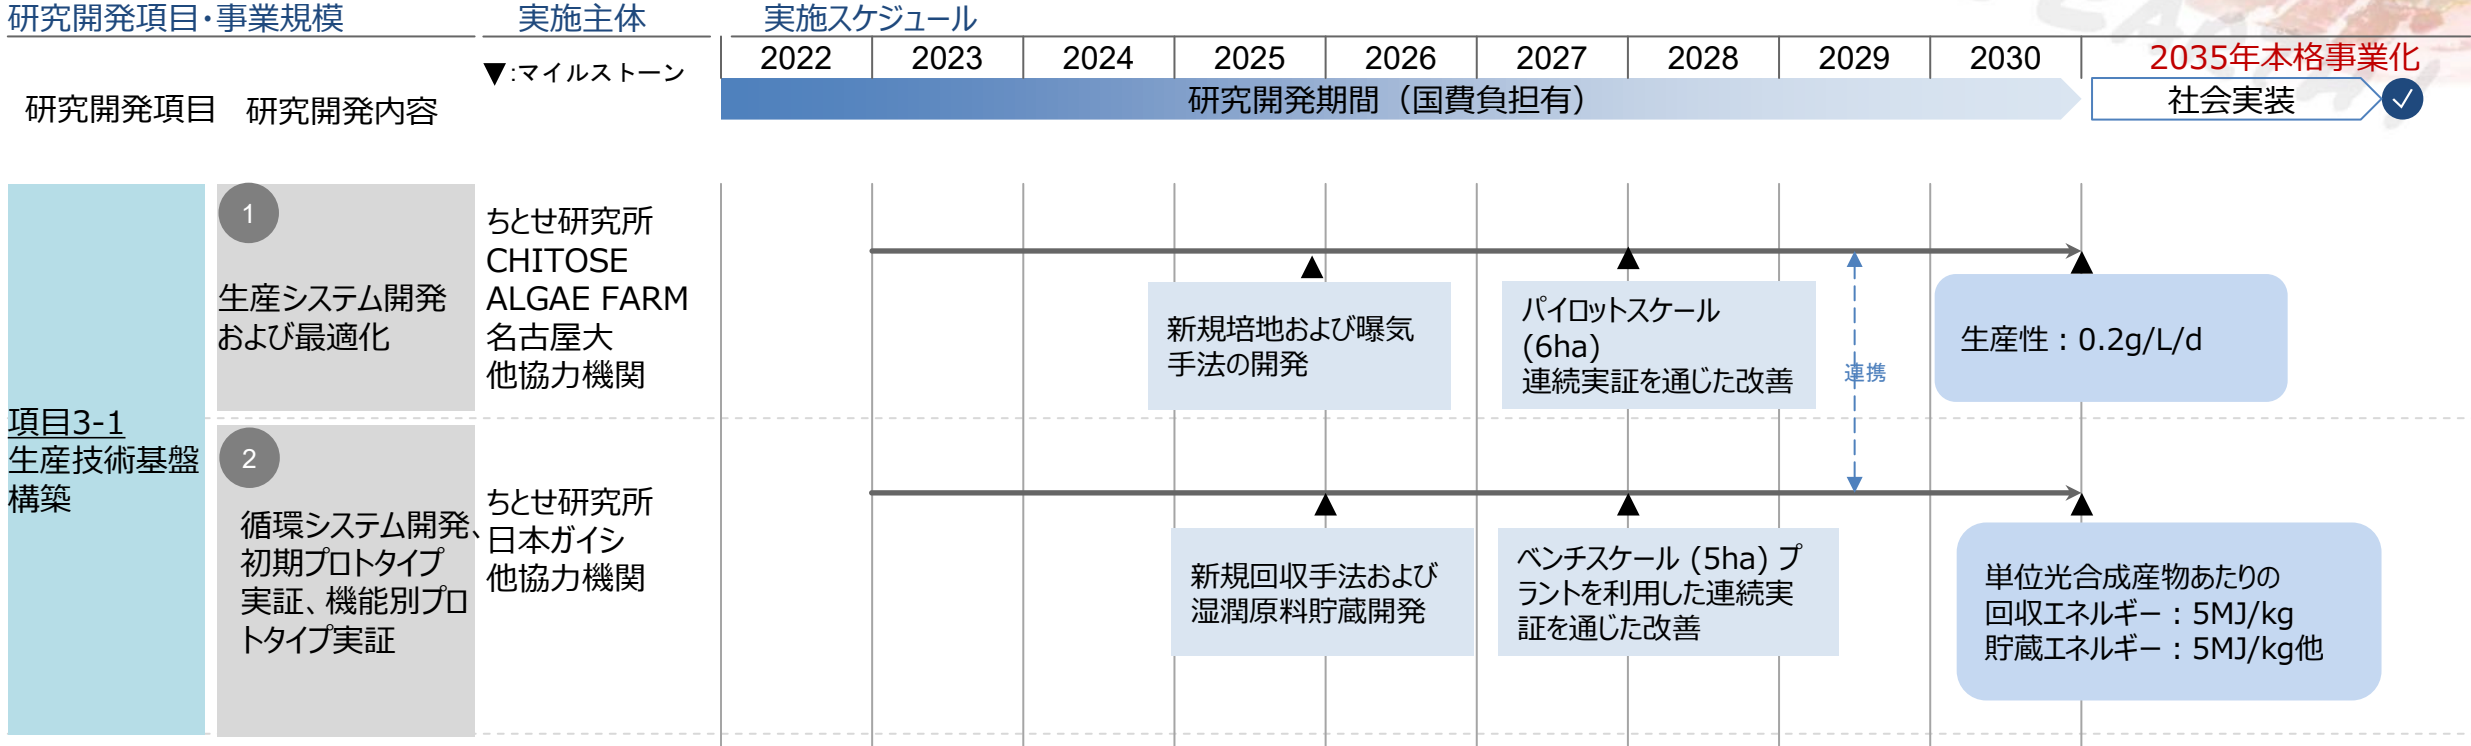 研究開発項目・事業規模
実施主体
実施スケジュール
▼:マイルストーン
2022 2023 2024 2025 2026 2027 2028 2029 2030
2035年本格事業化
研究開発項目
研究開発内容
研究開発期間（国費負担有）
社会実装
項目3-1
生産技術基盤
構築
1
生産システム開発
および最適化
ちとせ研究所
CHITOSE
ALGAE FARM
名古屋大
他協力機関
新規培地および曝気
手法の開発
パイロットスケール
(6ha)
連続実証を通じた改善
連携
生産性：0.2g/L/d
2
循環システム開発、
初期プロトタイプ
実証、機能別プロ
トタイプ実証
ちとせ研究所
日本ガイシ
他協力機関
新規回収手法および
湿潤原料貯蔵開発
ベンチスケール (5ha) プ
ラントを利用した連続実
証を通じた改善
単位光合成産物あたりの
回収エネルギー：5MJ/kg
貯蔵エネルギー：5MJ/kg他